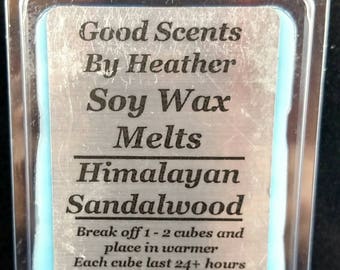 Good Scents
By Heather
Soy Wax
Melts
Himalayan
Sandalwood
Break off 1 - 2 cubes and
place in warmer
Each cube last 24+ hours